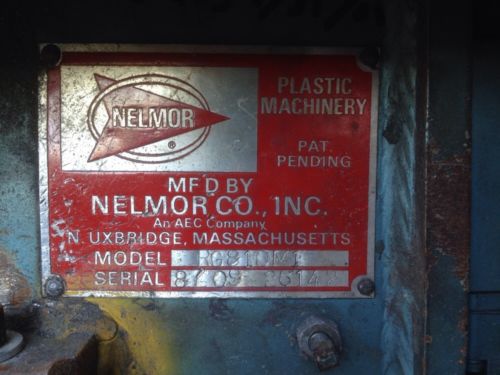 NELMOR
®
PLASTIC
MACHINERY
PAT.
PENDING
MFD BY
NELMOR CO., INC.
An AEC Company
N. UXBRIDGE, MASSACHUSETTS
MODEL
SERIAL